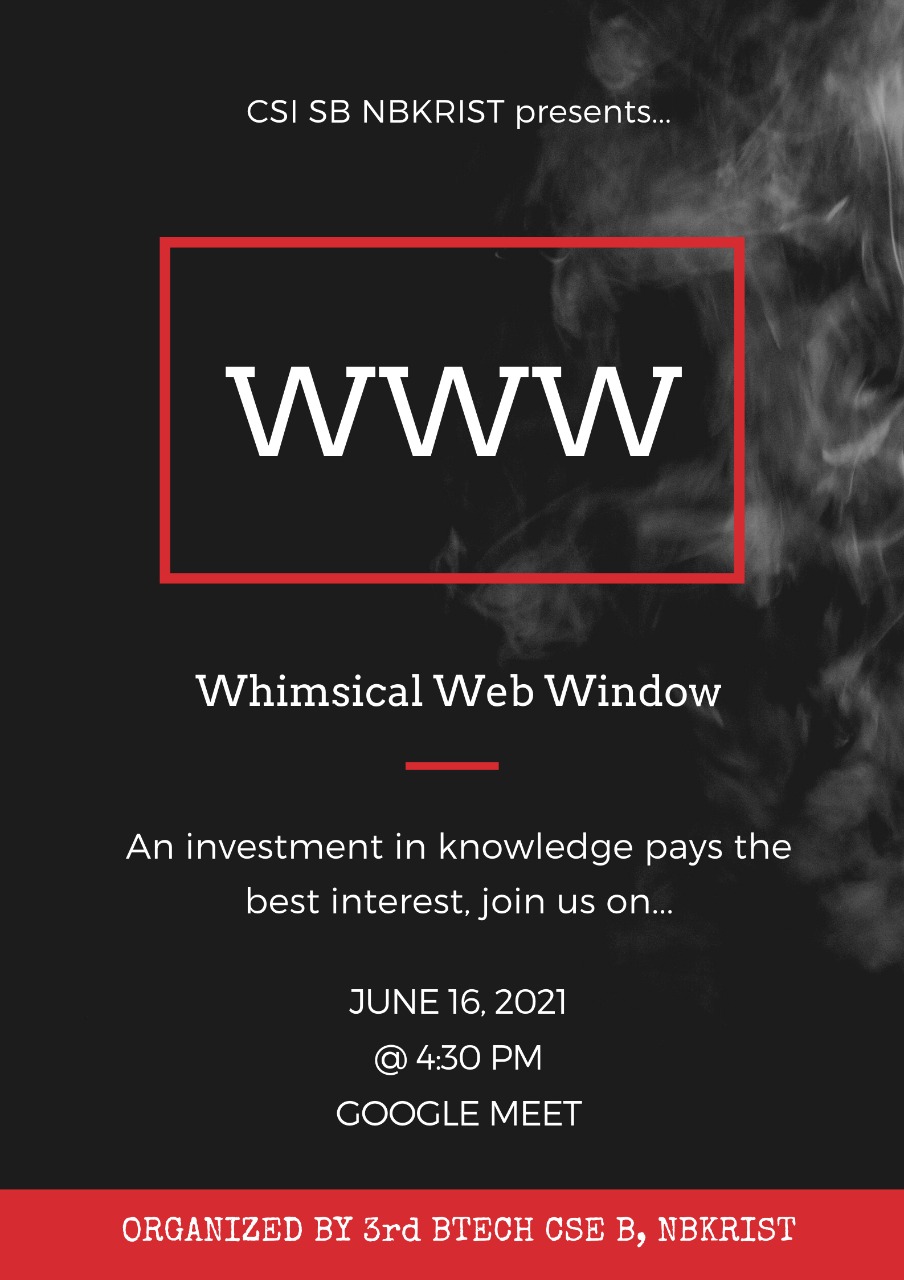 CSI SB NBKRIST presents...
WWW
Whimsical Web Window
An investment in knowledge pays the
best interest, join us on...
JUNE 16, 2021
@ 4:30 PM
GOOGLE MEET
ORGANIZED BY 3rd BTECH CSE B, NBKRIST